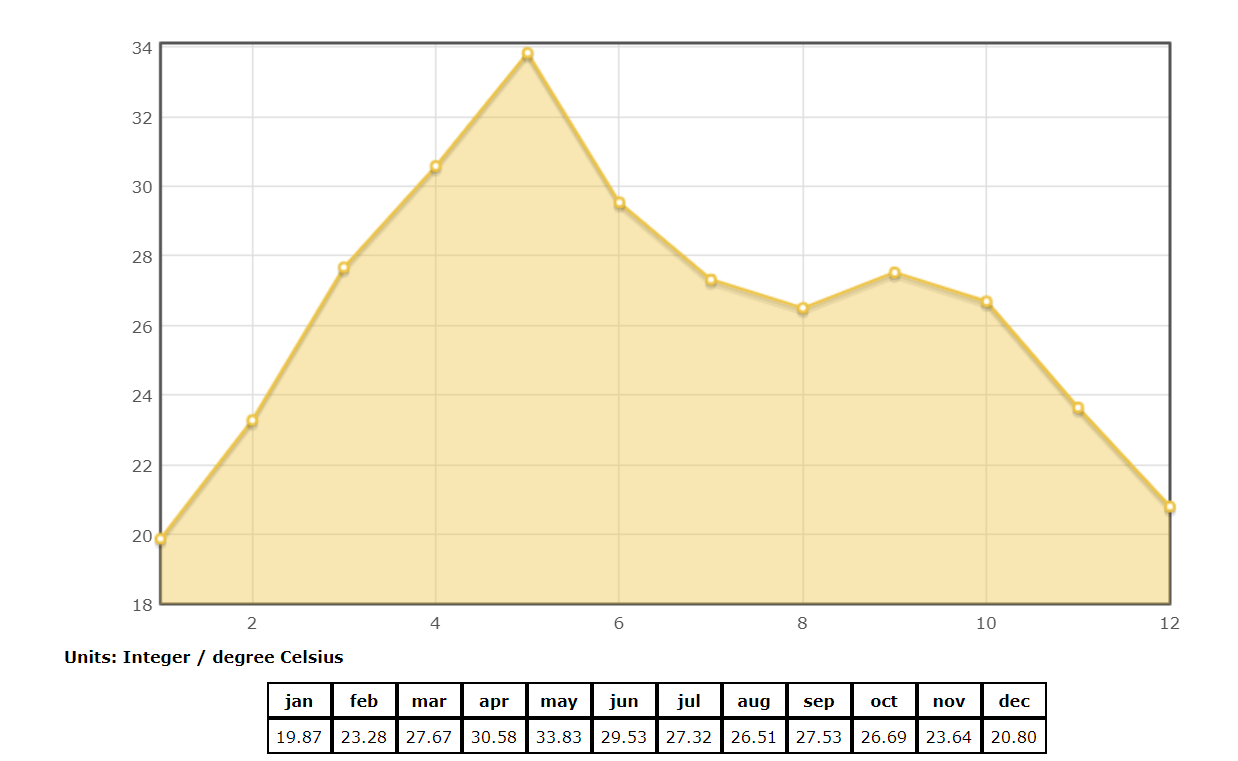 34
32
30
28
26
24
22
20
18
2 4 6 8 10 12
Units: Integer / degree Celsius
jan feb mar apr may jun jul aug sep oct nov dec
19.87 23.28 27.67 30.58 33.83 29.53 27.32 26.51 27.53 26.69 23.64 20.80